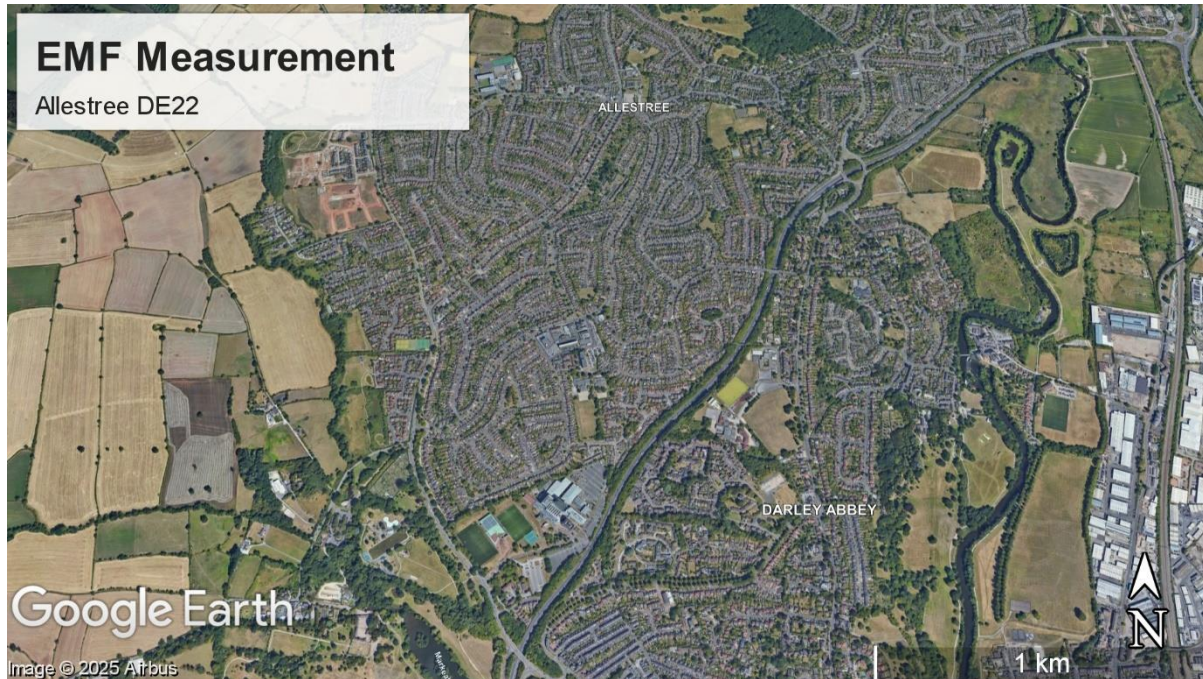 EMF Measurement
Allestree DE22
ALLESTREE
DARLEY ABBEY
Google Earth
Image © 2025 Airbus
1 km
N